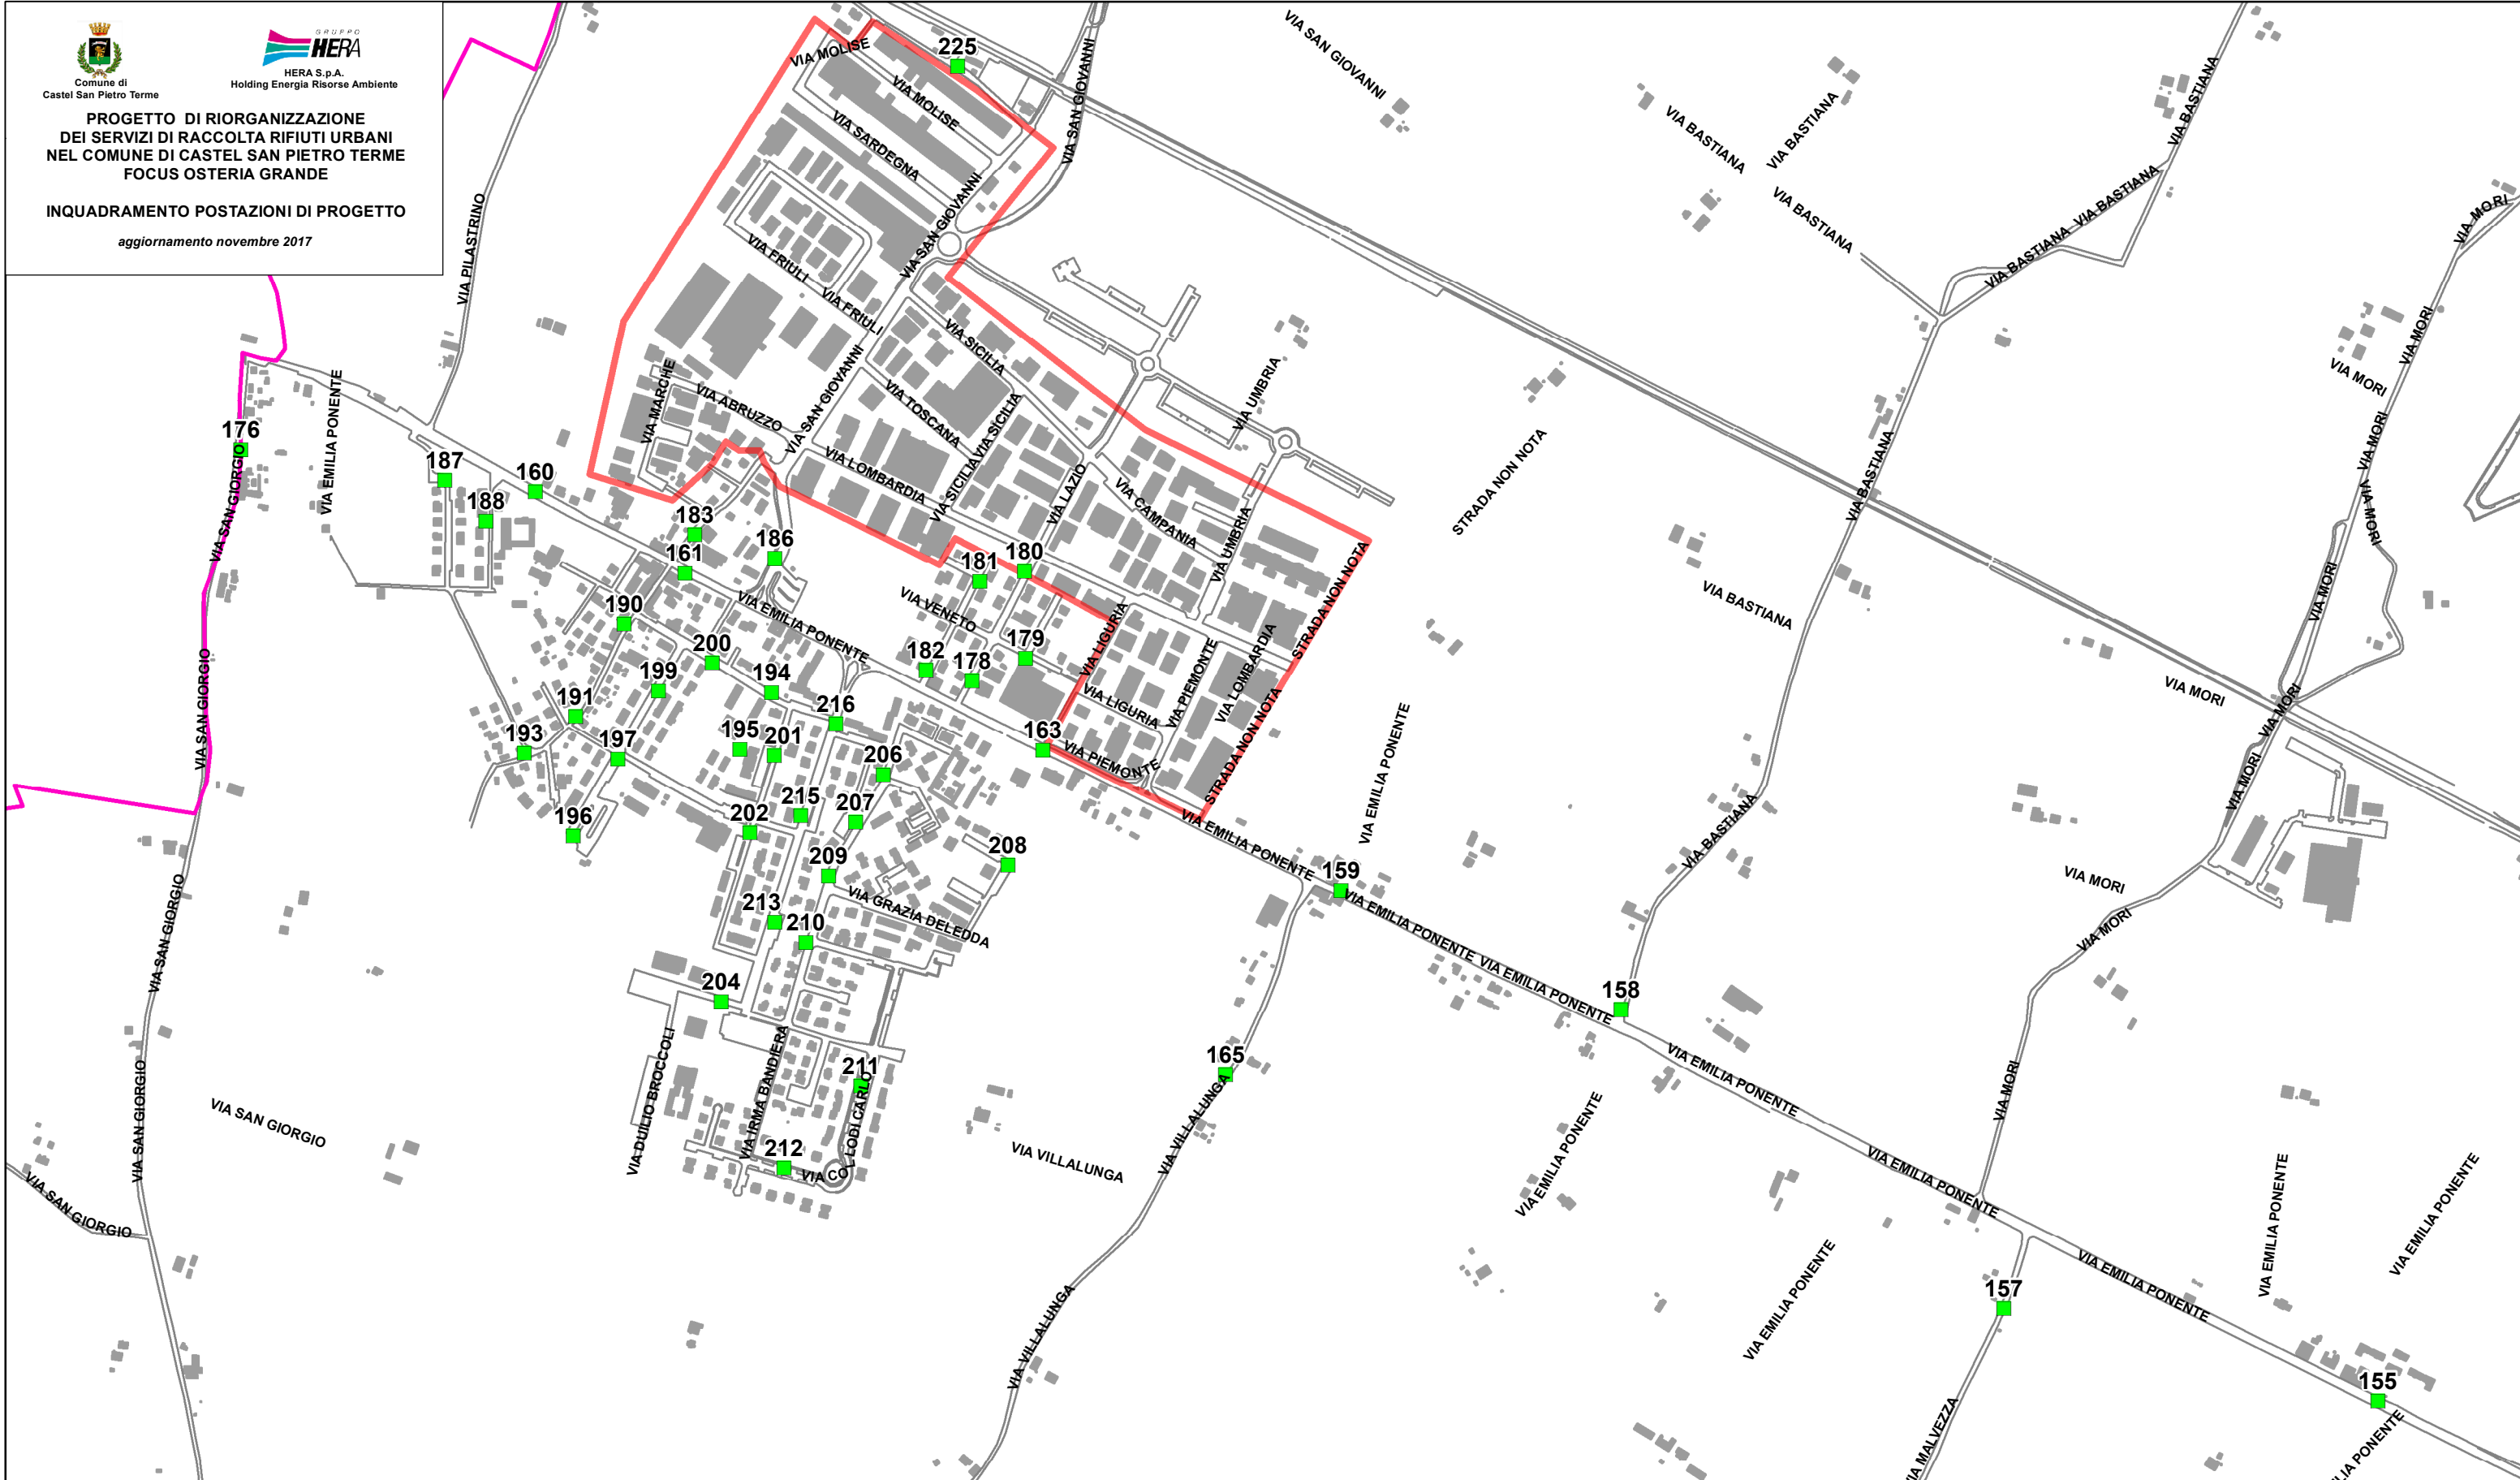 Comune di
Castel San Pietro Terme
GRUPPO
HERA
HERA S.p.A.
Holding Energia Risorse Ambiente
PROGETTO DI RIORGANIZZAZIONE
DEI SERVIZI DI RACCOLTA RIFIUTI URBANI
NEL COMUNE DI CASTEL SAN PIETRO TERME
FOCUS OSTERIA GRANDE
INQUADRAMENTO POSTAZIONI DI PROGETTO
aggiornamento novembre 2017
225
VIA MOLISE
VIA MOLISE
VIA SARDEGNA
VIA SAN GIOVANNI
VIA SAN GIOVANNI
VIA SAN GIOVANNI
VIA SAN GIOVANNI
VIA FRIULI
VIA FRIULI
VIA PILASTRINO
VIA BASTIANA
VIA BASTIANA
VIA BASTIANA
VIA BASTIANA
VIA BASTIANA
VIA BASTIANA
VIA BASTIANA
VIA BASTIANA
VIA BASTIANA
VIA MORI
VIA MORI
VIA MORI
VIA MORI
VIA MORI
VIA MORI
VIA MORI
VIA MORI
VIA MORI
VIA MORI
VIA MORI
VIA MORI
VIA SICILIA
VIA SICILIA
VIA SICILIA
VIA TOSCANA
VIA MARCHE
VIA ABRUZZO
VIA LOMBARDIA
VIA LAZIO
VIA CAMPANIA
VIA UMBRIA
VIA UMBRIA
STRADA NON NOTA
STRADA NON NOTA
STRADA NON NOTA
VIA EMILIA PONENTE
176
187
188
160
183
161
186
181
180
190
200
199
194
182
178
179
VIA VENETO
VIA EMILIA PONENTE
VIA LIGURIA
VIA LIGURIA
VIA PIEMONTE
VIA LOMBARDIA
VIA PIEMONTE
191
193
197
195
201
216
206
163
196
202
215
207
209
208
159
VIA EMILIA PONENTE
VIA EMILIA PONENTE
VIA EMILIA PONENTE
VIA EMILIA PONENTE
213
210
VIA GRAZIA DELEDDA
204
158
165
211
212
VIA DUILIO BROCCOLI
VIA IRMA BANDIERA
VIA COL LODI CARLO
VIA VILLALUNGA
VIA VILLALUNGA
VIA VILLALUNGA
VIA SAN GIORGIO
VIA SAN GIORGIO
VIA SAN GIORGIO
VIA SAN GIORGIO
VIA SAN GIORGIO
VIA SAN GIORGIO
VIA EMILIA PONENTE
VIA EMILIA PONENTE
VIA EMILIA PONENTE
VIA EMILIA PONENTE
VIA EMILIA PONENTE
VIA EMILIA PONENTE
VIA EMILIA PONENTE
157
155
VIA MALVEZZA
ILIA PONENTE